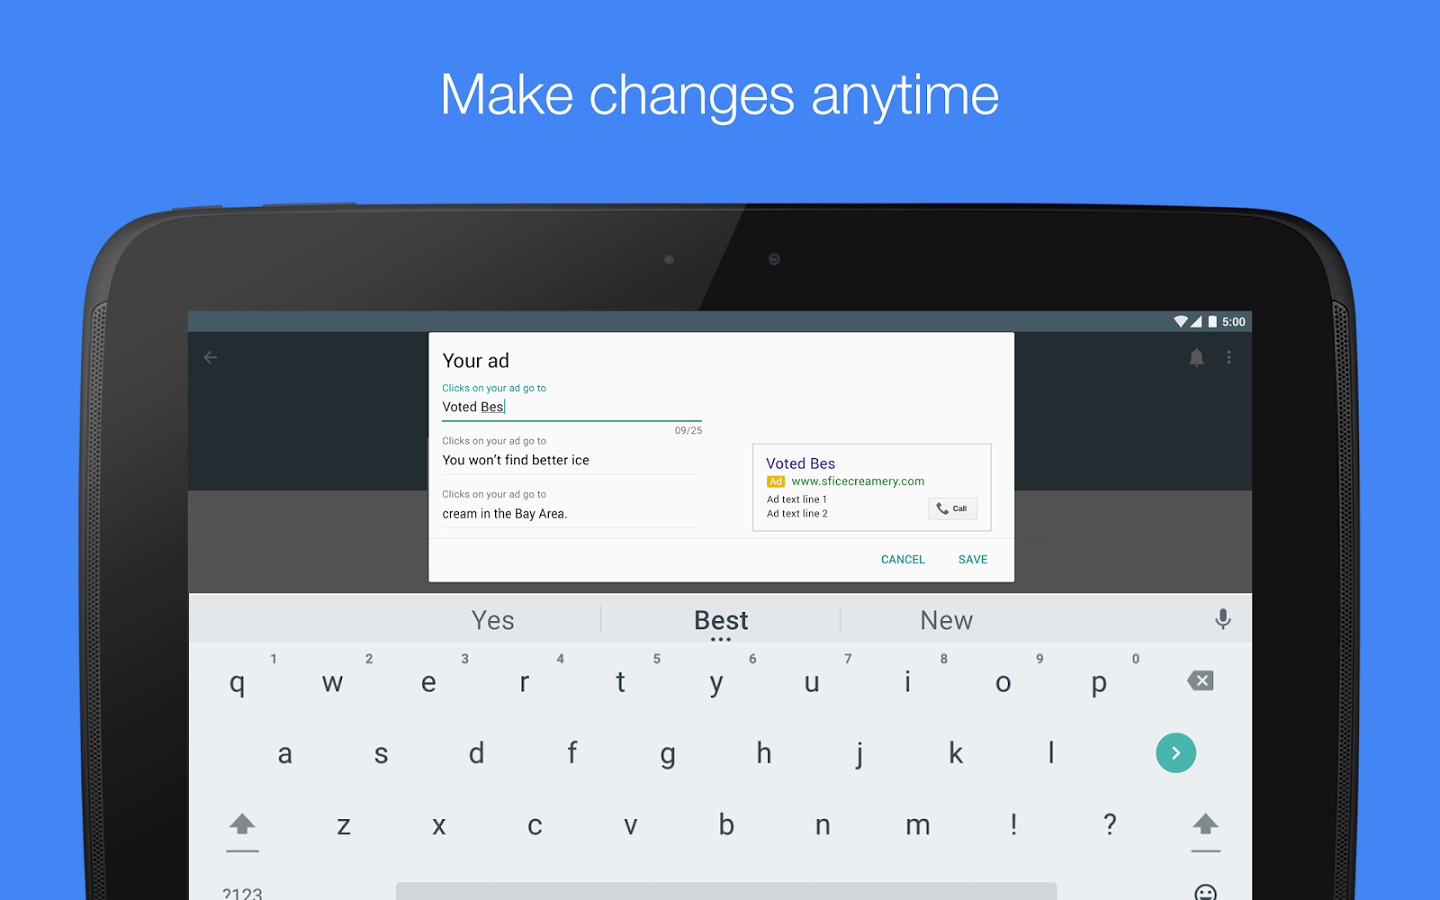 Make changes anytime
5:00
Your ad
Clicks on your ad go to
Voted Bes
09/25
Clicks on your ad go to
You won't find better ice
Clicks on your ad go to
cream in the Bay Area.
Voted Bes
Ad www.sficecreamery.com
Ad text line 1
Ad text line 2
Call
CANCEL SAVE
Yes Best New
1 2 3 4 5 6 7 8 9 0
q w e r t y u i o p
a s d f g h j k l
z x c v b n m ! ?
?123